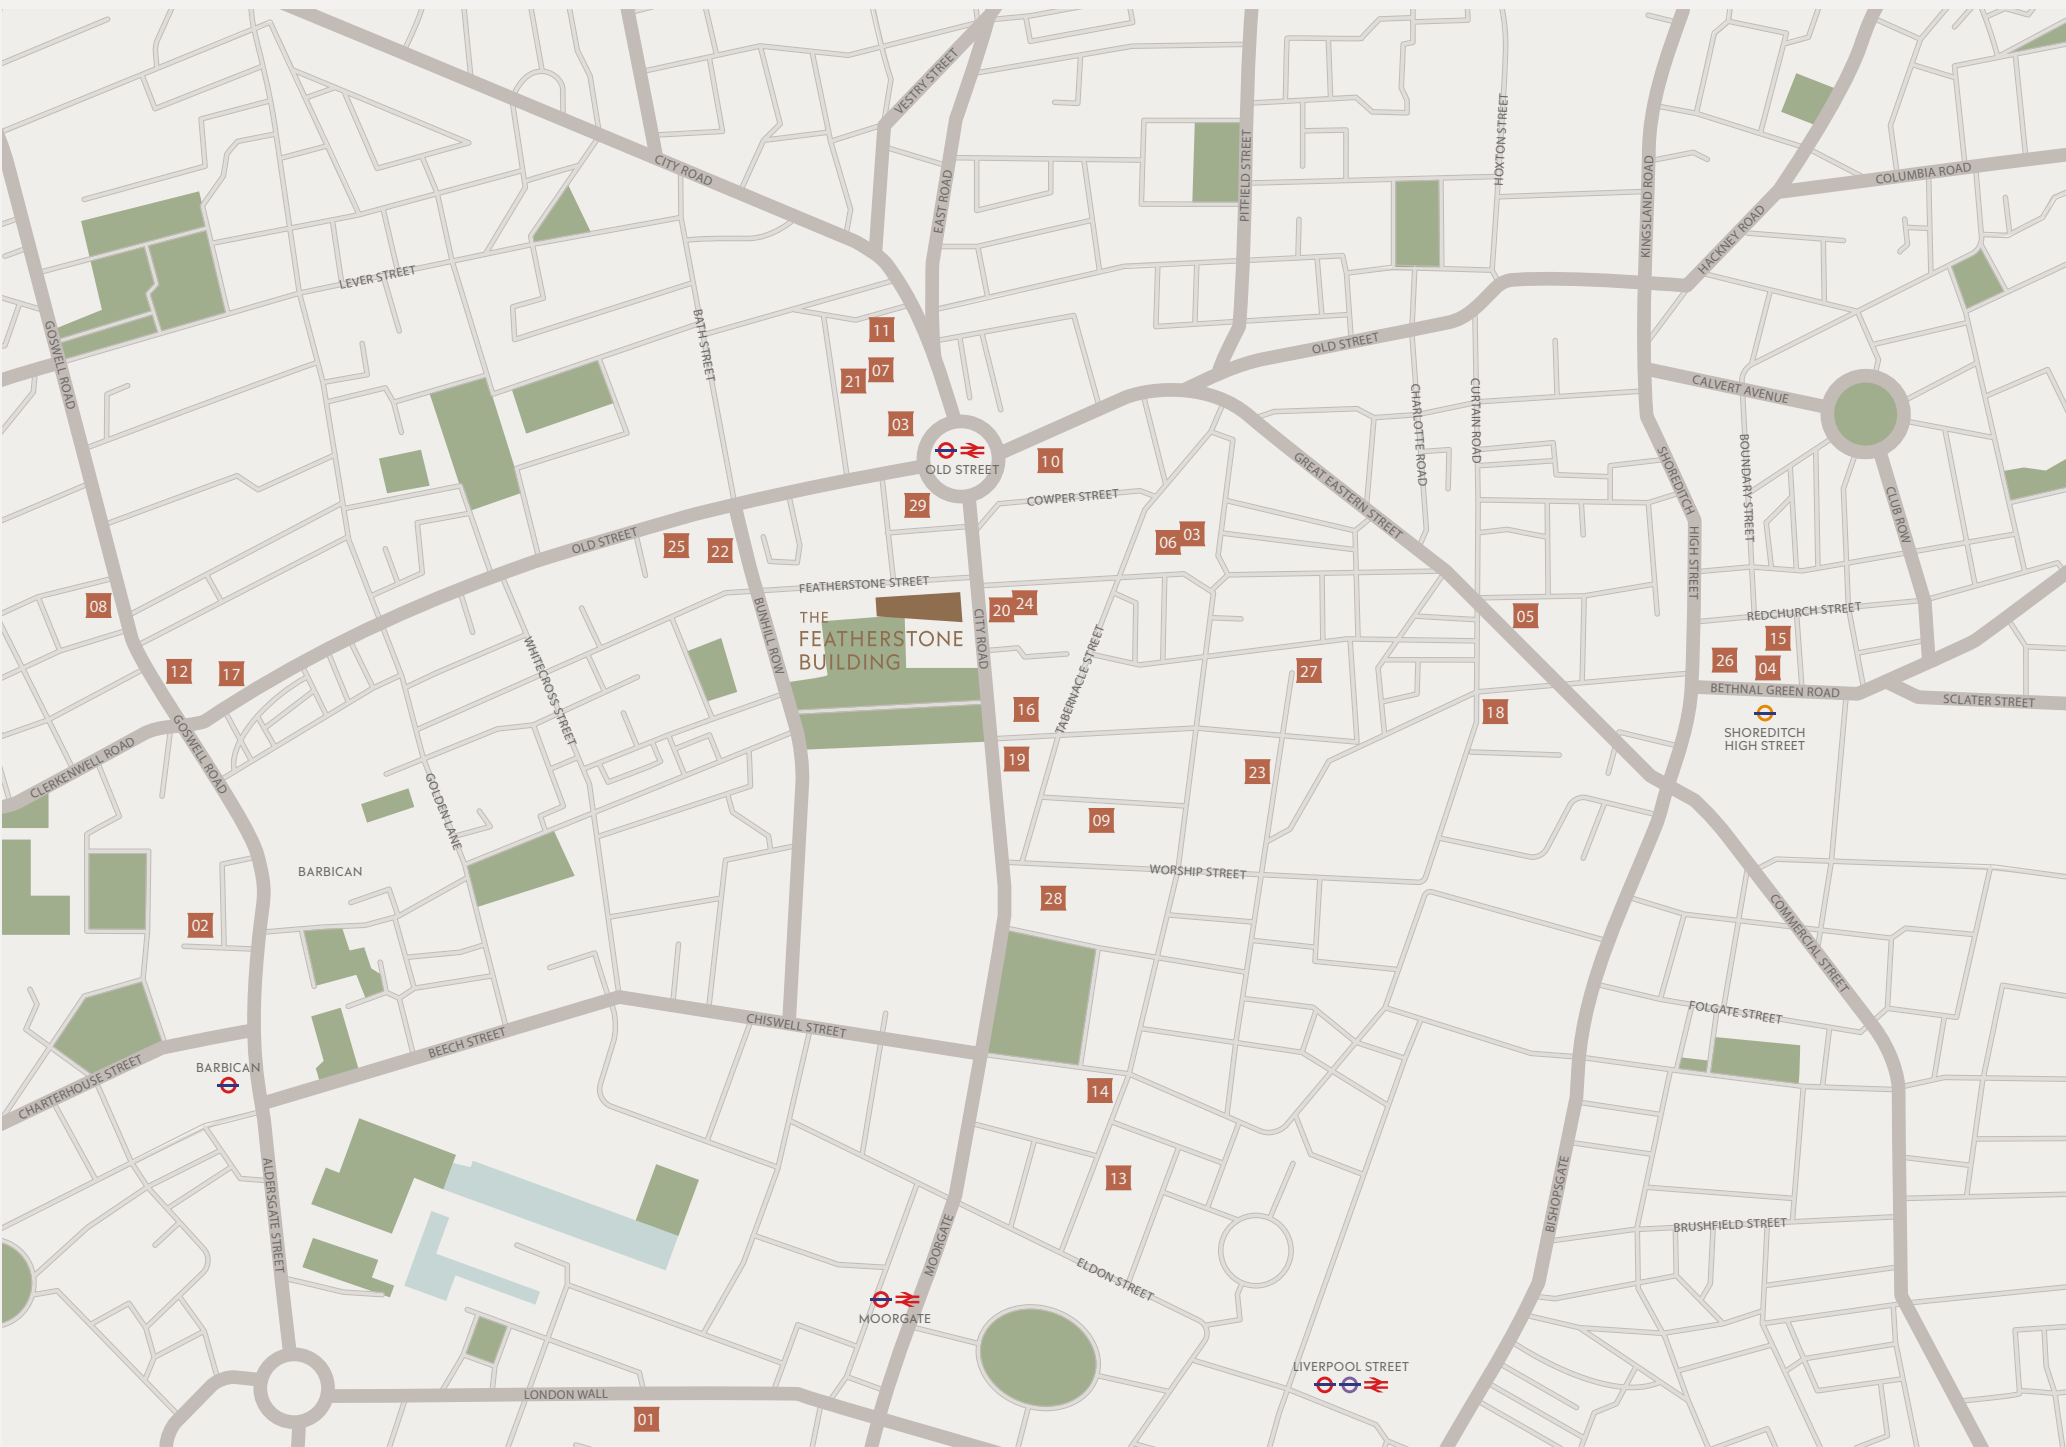 VESTRY STREET
CITY ROAD
EAST ROAD
PITFIELD STREET
HOXTON STREET
KINGSLAND ROAD
COLUMBIA ROAD
HACKNEY ROAD
LEVER STREET
GOSWELL ROAD
BATH STREET
11
07
21
03
OLD STREET
CALVERT AVENUE
CHARLOTTE ROAD
CURTAIN ROAD
OLD STREET
10
COWPER STREET
GREAT EASTERN STREET
SHOREDITCH
HIGH STREET
BOUNDARY STREET
CLUB ROW
29
OLD STREET
25
22
06
03
FEATHERSTONE STREET
THE
FEATHERSTONE
BUILDING
20
24
CITY ROAD
BUNHILL ROW
08
12
17
WHITECROSS STREET
TABERNACLE STREET
05
REDCHURCH STREET
15
26
04
BETHNAL GREEN ROAD
SCLATER STREET
SHOREDITCH
HIGH STREET
27
16
18
19
23
GOSWELL ROAD
CLERKENWELL ROAD
GOLDEN LANE
09
BARBICAN
WORSHIP STREET
28
02
COMMERCIAL STREET
FOLGATE STREET
CHISWELL STREET
BEECH STREET
BARBICAN
CHARTERHOUSE STREET
14
13
ALDERSGATE STREET
BISHOPSGATE
BRUSHFIELD STREET
MOORGATE
ELDON STREET
MOORGATE
LIVERPOOL STREET
LONDON WALL
01